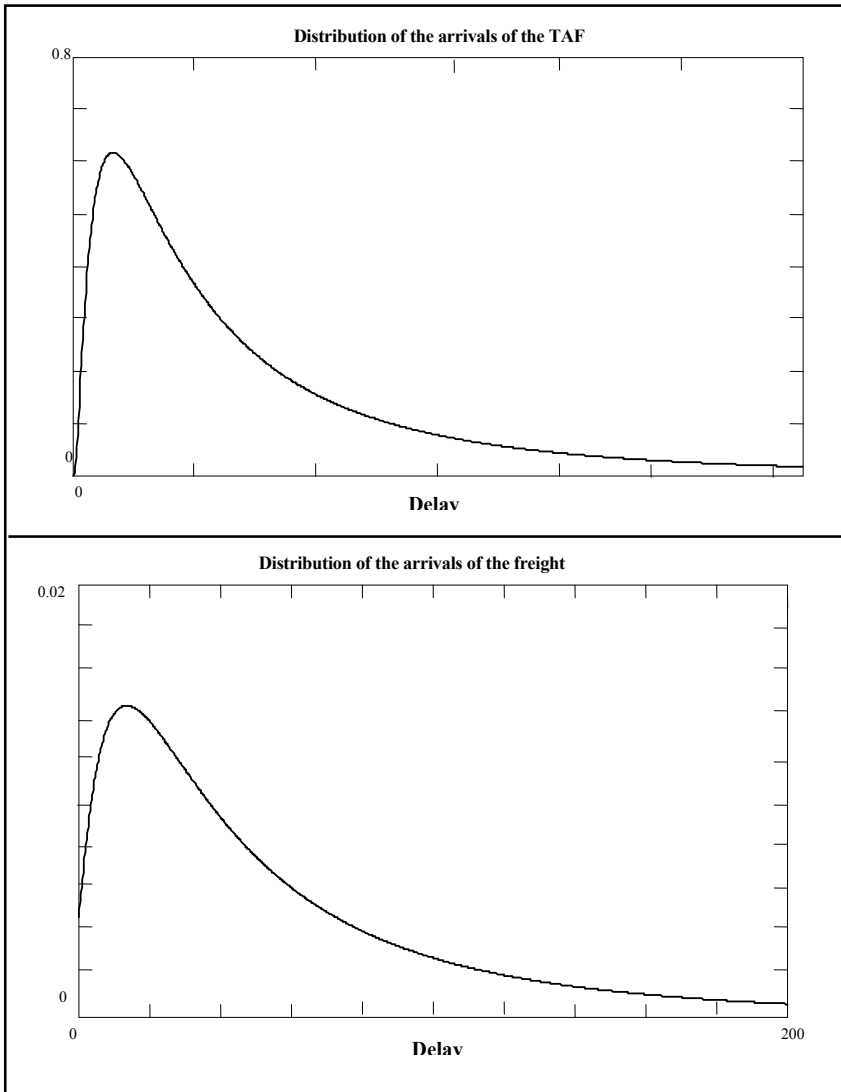 Distribution of the arrivals of the TAF
0.8
0
0
Delay
Distribution of the arrivals of the freight
0.02
0
0
200
Delay